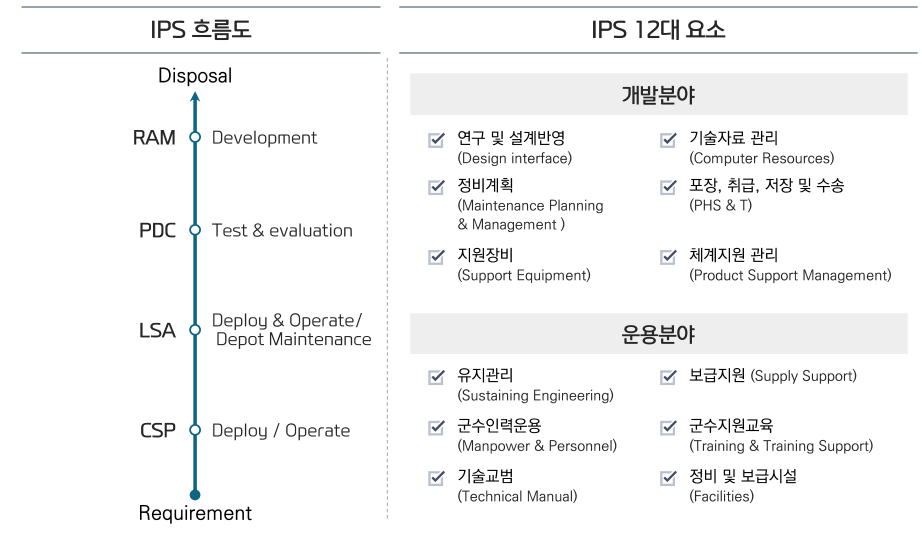 IPS 흐름도
Disposal
RAM Development
PDC Test & evaluation
LSA Deploy & Operate/
Depot Maintenance
CSP Deploy / Operate
Requirement
IPS 12대 요소
개발분야
연구 및 설계반영
(Design interface)
기술자료 관리
(Computer Resources)
정비계획
(Maintenance Planning
& Management )
포장, 취급, 저장 및 수송
(PHS & T)
지원장비
(Support Equipment)
체계지원 관리
(Product Support Management)
운용분야
유지관리
(Sustaining Engineering)
보급지원 (Supply Support)
군수인력운용
(Manpower & Personnel)
군수지원교육
(Training & Training Support)
기술교범
(Technical Manual)
정비 및 보급시설
(Facilities)